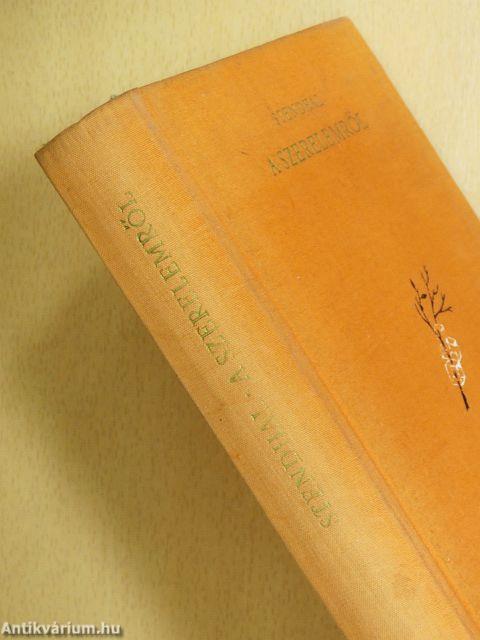 STENDHAL
A SZERELEMRŐL
STENDHAL · A SZERELEMRŐL
Antikvárium.hu